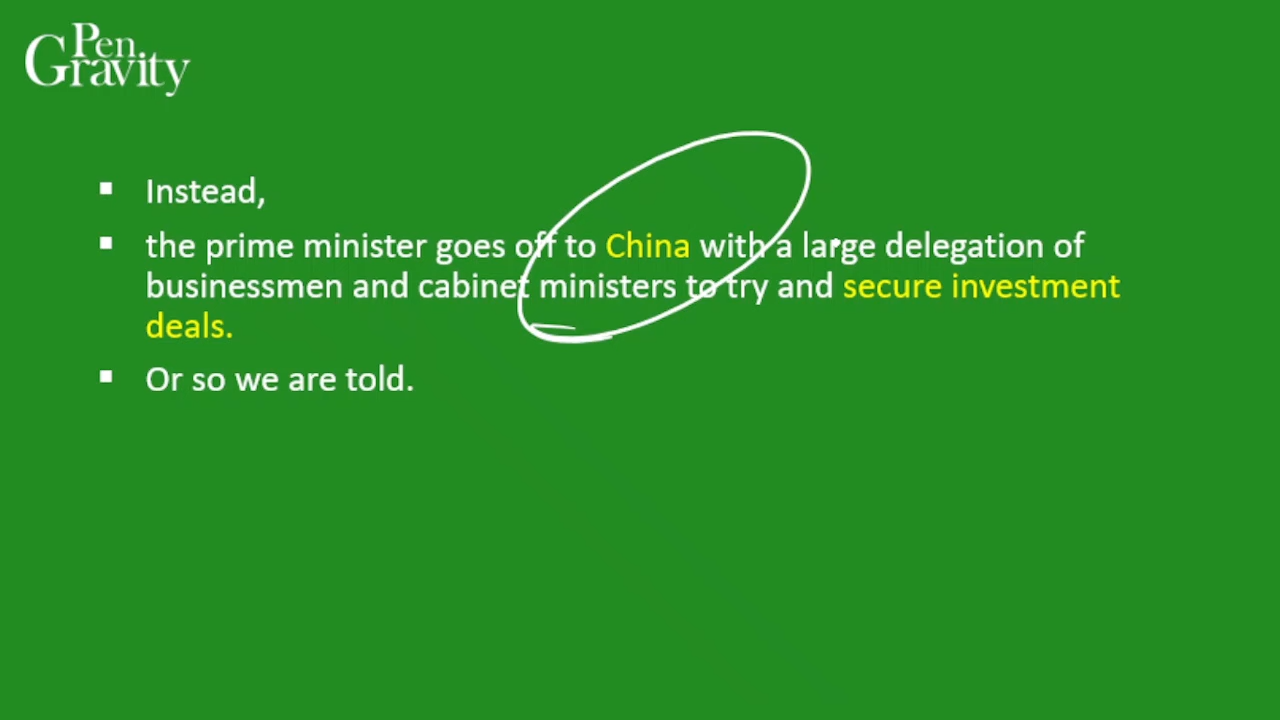 Pen
Gravity
▪ Instead,
▪ the prime minister goes off to China with a large delegation of
businessmen and cabinet ministers to try and secure investment
deals.
▪ Or so we are told.